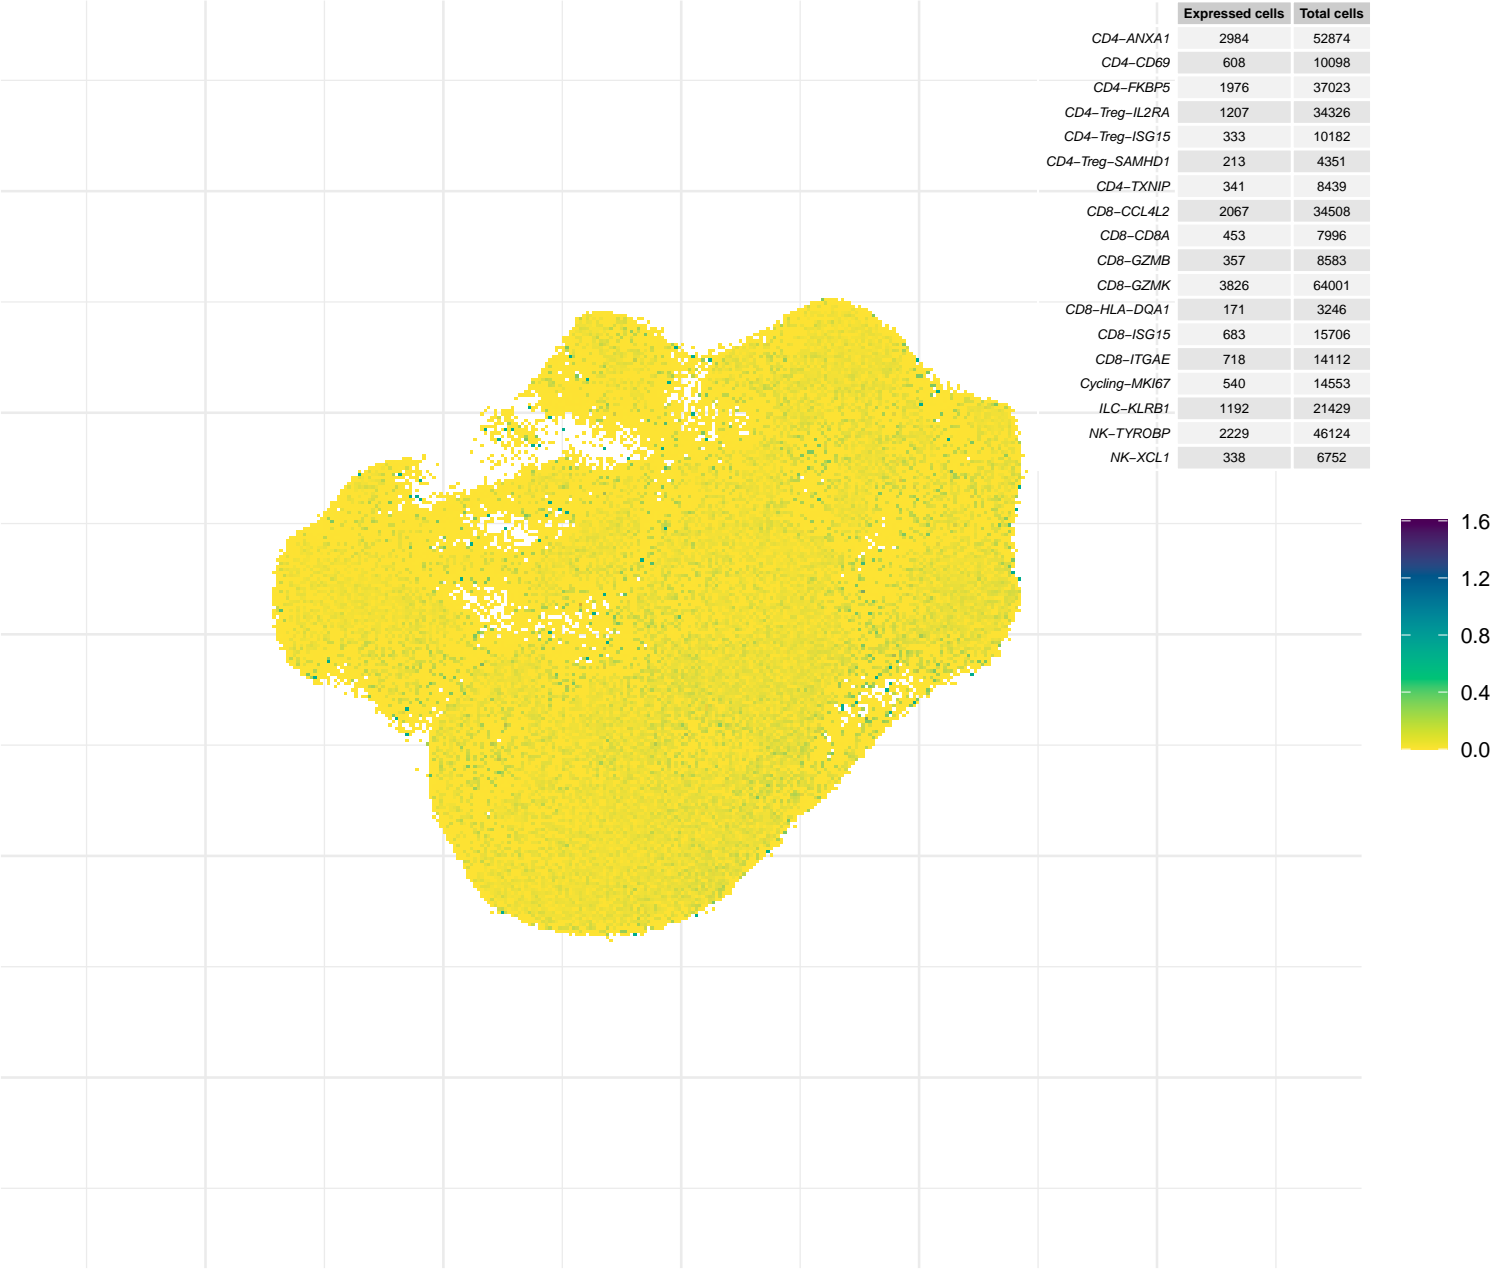 Expressed cells Total cells
CD4−ANXA1 2984 52874
CD4−CD69 608 10098
CD4−FKBP5 1976 37023
CD4−Treg−IL2RA 1207 34326
CD4−Treg−ISG15 333 10182
CD4−Treg−SAMHD1 213 4351
CD4−TXNIP 341 8439
CD8−CCL4L2 2067 34508
CD8−CD8A 453 7996
CD8−GZMB 357 8583
CD8−GZMK 3826 64001
CD8−HLA−DQA1 171 3246
CD8−ISG15 683 15706
CD8−ITGAE 718 14112
Cycling−MKI67 540 14553
ILC−KLRB1 1192 21429
NK−TYROBP 2229 46124
NK−XCL1 338 6752
1.6
1.2
0.8
0.4
0.0